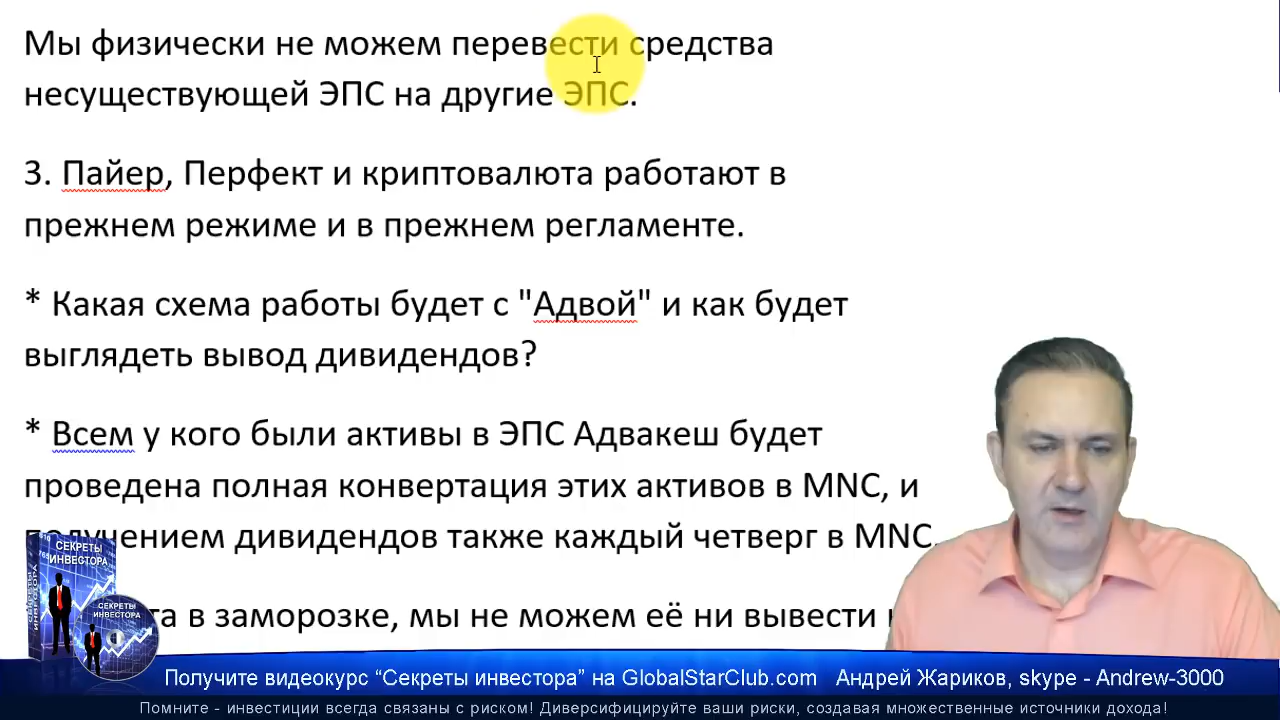 Мы физически не можем перевести средства
несуществующей ЭПС на другие ЭПС.
3. Пайер, Перфект и криптовалюта работают в
прежнем режиме и в прежнем регламенте.
* Какая схема работы будет с "Адвой" и как будет
выглядеть вывод дивидендов?
* Всем у кого были активы в ЭПС Адвакеш будет
проведена полная конвертация этих активов в MNC, и
дивидендов также каждый четверг в MNC
в заморозке, мы не можем её ни вывести
СЕКРЕТЫ
ИНВЕСТОРА
СЕКРЕТЫ
ИНВЕСТОРА
Получите видеокурс “Секреты инвестора” на GlobalStarClub.com Андрей Жариков, skype - Andrew-3000
Помните - инвестиции всегда связаны с риском! Диверсифицируйте ваши риски, создавая множественные источники дохода!